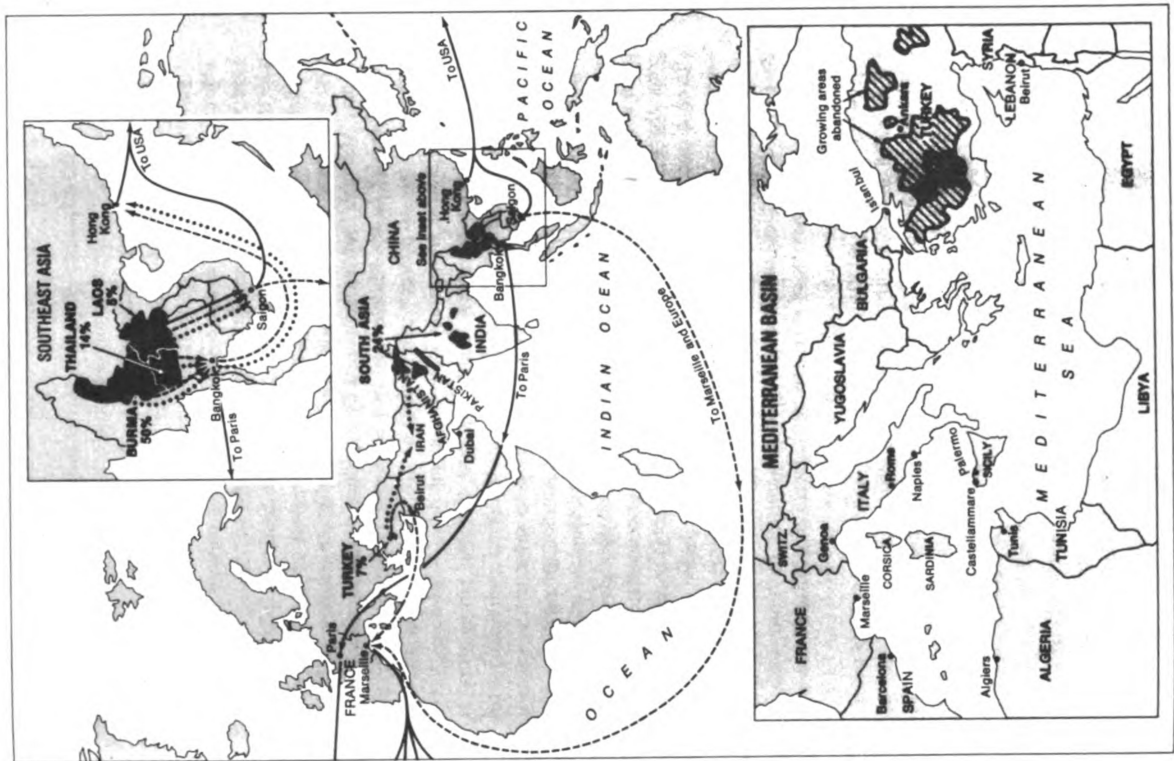 SOUTHEAST ASIA
THAILAND
14%
LAOS
8%
BURMA
50%
Hong
Kong
To USA
Saigon
Bangkok
To Paris
To USA
PACIFIC
OCEAN
CHINA
See inset above
Hong
Kong
Saigon
Bangkok
SOUTH ASIA
24%
INDIA
PAKISTAN
AFGHANISTAN
IRAN
Dubai
Beirut
TURKEY
7%
Paris
FRANCE
Marseille
To Paris
INDIAN OCEAN
To Marseille and Europe
OCEAN
MEDITERRANEAN BASIN
FRANCE
SWITZ.
Genoa
Marseille
Barcelona
SPAIN
ITALY
Rome
Naples
CORSICA
SARDINIA
Palermo
SICILY
Castellammare
YUGOSLAVIA
BULGARIA
Istanbul
Growing areas
abandoned
Ankara
TURKEY
SYRIA
LEBANON
Beirut
MEDITERRANEAN
SEA
Algiers
ALGERIA
Tunis
TUNISIA
LIBYA
EGYPT